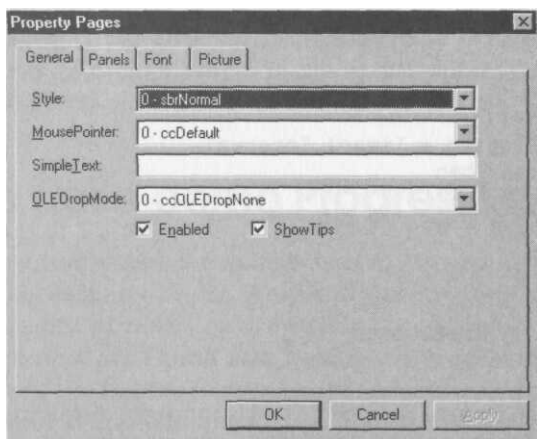 Property Pages
General Panels Font Picture
Style: 0 - sbrNormal
MousePointer: 0 - ccDefault
SimpleText:
OLEDropMode: 0 - ccOLEDropNone
Enabled ShowTips
OK Cancel Apply